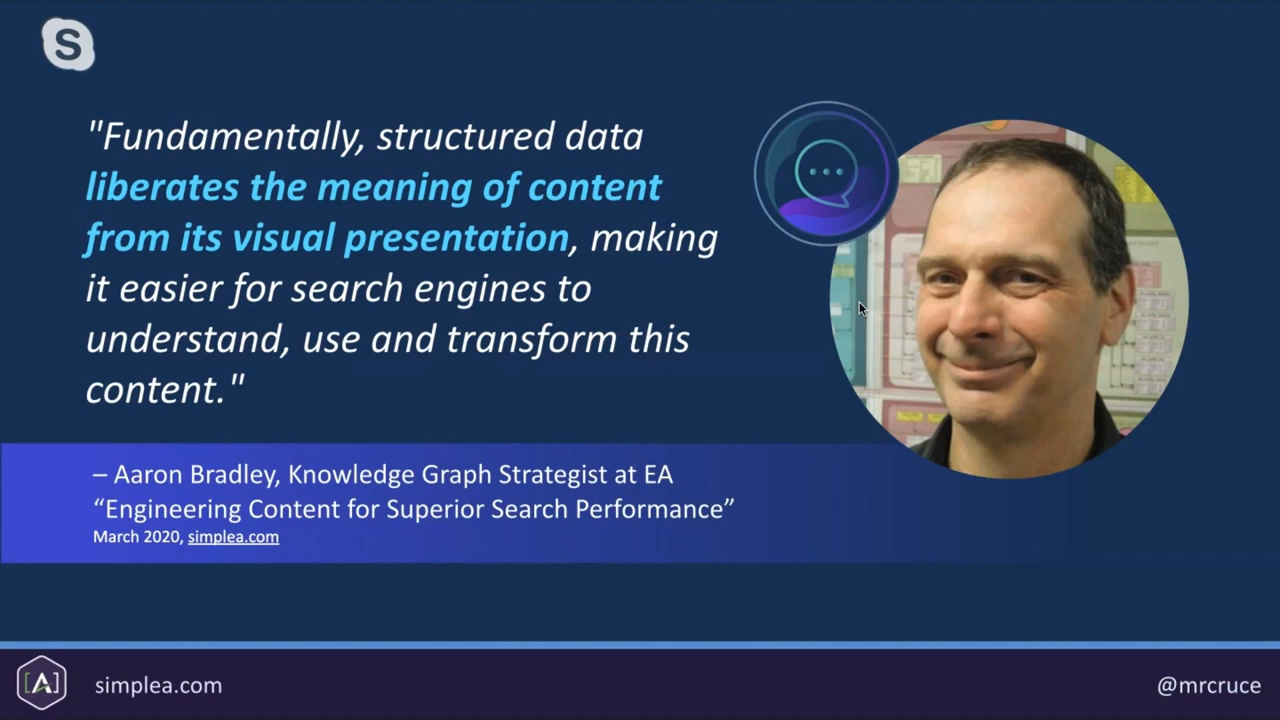 S
"Fundamentally, structured data
liberates the meaning of content
from its visual presentation, making
it easier for search engines to
understand, use and transform this
content."
– Aaron Bradley, Knowledge Graph Strategist at EA
“Engineering Content for Superior Search Performance”
March 2020, simplea.com
[A]
simplea.com
@mrcruce